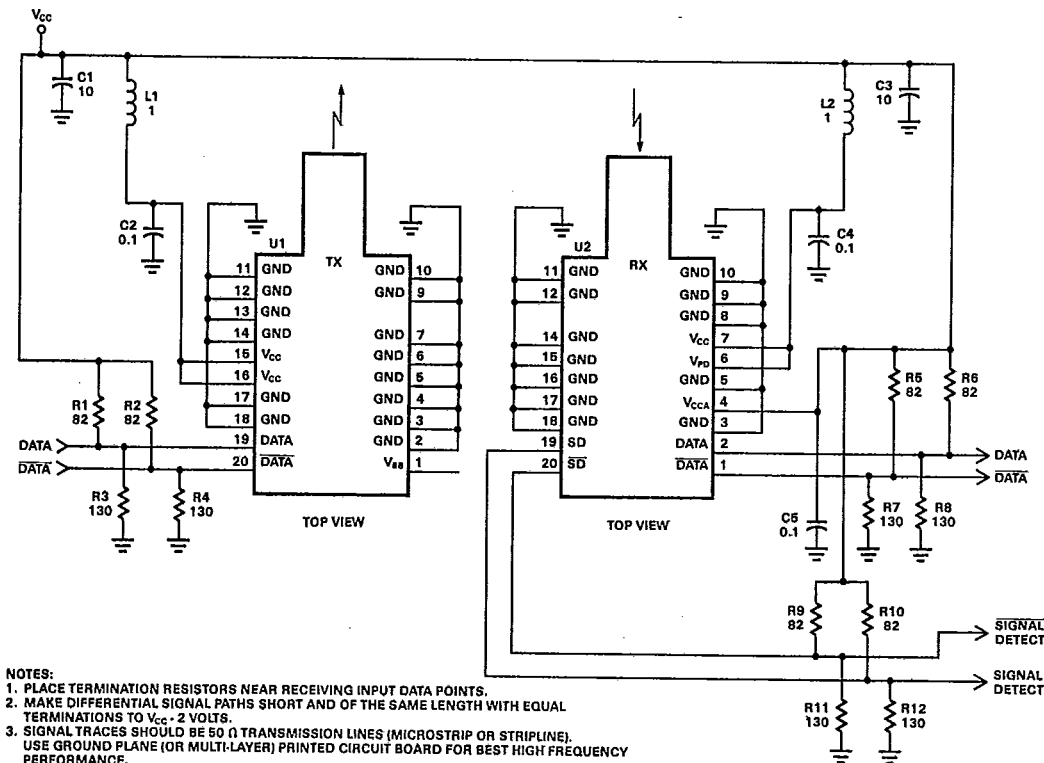 VCC
C1
10
L1
1
C2
0.1
L2
1
C3
10
C4
0.1
U1
TX
11 GND
12 GND
13 GND
14 GND
15 VCC
16 VCC
17 GND
18 GND
19 DATA
20 D̅A̅T̅A̅
GND 10
GND 9
GND 7
GND 6
GND 5
GND 4
GND 3
GND 2
VBB 1
TOP VIEW
R1
82
R2
82
DATA
D̅A̅T̅A̅
R3
130
R4
130
U2
RX
11 GND
12 GND
14 GND
15 GND
16 GND
17 GND
18 GND
19 SD
20 S̅D̅
GND 10
GND 9
GND 8
VCC 7
VPD 6
GND 5
VCCA 4
GND 3
DATA 2
D̅A̅T̅A̅ 1
TOP VIEW
R5
82
R6
82
DATA
D̅A̅T̅A̅
C5
0.1
R7
130
R8
130
R9
82
R10
82
S̅I̅G̅N̅A̅L̅
D̅E̅T̅E̅C̅T̅
SIGNAL
DETECT
R11
130
R12
130
NOTES:
1. PLACE TERMINATION RESISTORS NEAR RECEIVING INPUT DATA POINTS.
2. MAKE DIFFERENTIAL SIGNAL PATHS SHORT AND OF THE SAME LENGTH WITH EQUAL
TERMINATIONS TO VCC - 2 VOLTS.
3. SIGNAL TRACES SHOULD BE 50 Ω TRANSMISSION LINES (MICROSTRIP OR STRIPLINE).
USE GROUND PLANE (OR MULTI-LAYER) PRINTED CIRCUIT BOARD FOR BEST HIGH FREQUENCY
PERFORMANCE.